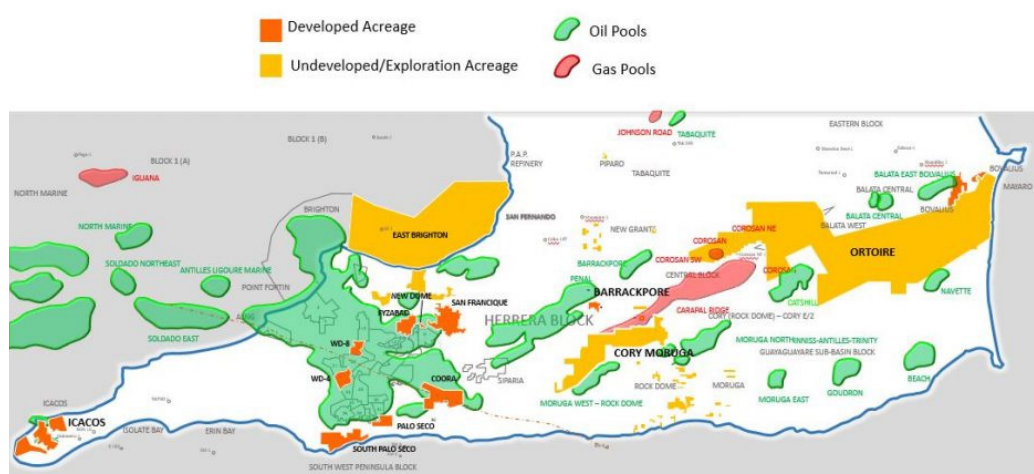 Developed Acreage
Oil Pools
Undeveloped/Exploration Acreage
Gas Pools
JOHNSON ROAD
TABAQUITE
EASTERN BLOCK
BLOCK 1 (B)
BLOCK 1 (A)
P.A.P.
REFINERY
PIPARO
TABAQUITE
IGUANA
NORTH MARINE
BALATA EAST BOLVALIUS
BOVALIUS
MAYARO
BALATA CENTRAL
BRIGHTON
BALATA CENTRAL
BOVALIUS
SAN FERNANDO
NORTH MARINE
EAST BRIGHTON
NEW GRANT
COROSAN NE
BALATA WEST
COROSAN
ORTOIRE
SOLDADO NORTHEAST
ANTILLES LIGOURE MARINE
BARRACKPORE
COROSAN SW
CENTRAL BLOCK
COROSAN
PENAL
POINT FORTIN
NEW DOME
BARRACKPORE
NAVETTE
SAN FRANCIQUE
CATSHILL
FYZABAD
HERRERA BLOCK
CARAPAL RIDGE
CORY (ROCK DOME) – CORY E/2
SOLDADO EAST
WD-8
MORUGA NORTH
INNISS-ANTILLES-TRINITY
CORY MORUGA
GUAYAGUAYARE SUB-BASIN BLOCK
WD-4
COORA
SIPARIA
ROCK DOME
MORUGA
BEACH
GOUDRON
MORUGA EAST
ICACOS
MORUGA WEST – ROCK DOME
ICACOS
PALO SECO
GOLATE BAY
ERIN BAY
SOUTH PALO SECO
SOUTH WEST PENINSULA BLOCK